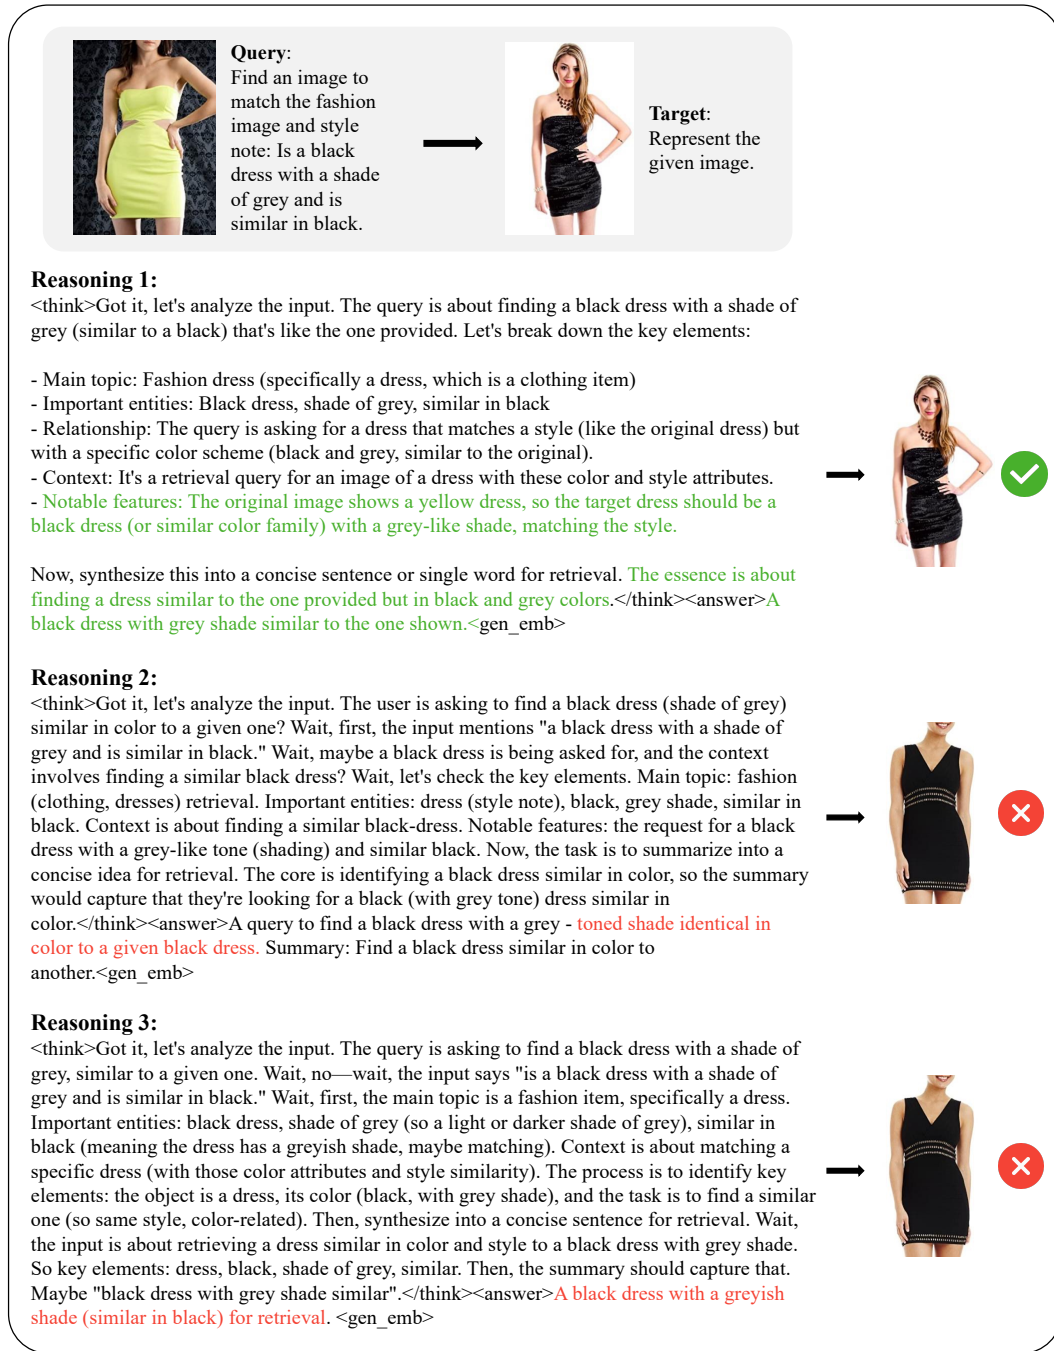 Query:
Find an image to
match the fashion
image and style
note: Is a black
dress with a shade
of grey and is
similar in black.
Target:
Represent the
given image.
Reasoning 1:
<think>Got it, let's analyze the input. The query is about finding a black dress with a shade of
grey (similar to a black) that's like the one provided. Let's break down the key elements:
- Main topic: Fashion dress (specifically a dress, which is a clothing item)
- Important entities: Black dress, shade of grey, similar in black
- Relationship: The query is asking for a dress that matches a style (like the original dress) but
with a specific color scheme (black and grey, similar to the original).
- Context: It's a retrieval query for an image of a dress with these color and style attributes.
- Notable features: The original image shows a yellow dress, so the target dress should be a
black dress (or similar color family) with a grey-like shade, matching the style.
Now, synthesize this into a concise sentence or single word for retrieval. The essence is about
finding a dress similar to the one provided but in black and grey colors.</think><answer>A
black dress with grey shade similar to the one shown.<gen_emb>
Reasoning 2:
<think>Got it, let's analyze the input. The user is asking to find a black dress (shade of grey)
similar in color to a given one? Wait, first, the input mentions "a black dress with a shade of
grey and is similar in black." Wait, maybe a black dress is being asked for, and the context
involves finding a similar black dress? Wait, let's check the key elements. Main topic: fashion
(clothing, dresses) retrieval. Important entities: dress (style note), black, grey shade, similar in
black. Context is about finding a similar black-dress. Notable features: the request for a black
dress with a grey-like tone (shading) and similar black. Now, the task is to summarize into a
concise idea for retrieval. The core is identifying a black dress similar in color, so the summary
would capture that they're looking for a black (with grey tone) dress similar in
color.</think><answer>A query to find a black dress with a grey - toned shade identical in
color to a given black dress. Summary: Find a black dress similar in color to
another.<gen_emb>
Reasoning 3:
<think>Got it, let's analyze the input. The query is asking to find a black dress with a shade of
grey, similar to a given one. Wait, no—wait, the input says "is a black dress with a shade of
grey and is similar in black." Wait, first, the main topic is a fashion item, specifically a dress.
Important entities: black dress, shade of grey (so a light or darker shade of grey), similar in
black (meaning the dress has a greyish shade, maybe matching). Context is about matching a
specific dress (with those color attributes and style similarity). The process is to identify key
elements: the object is a dress, its color (black, with grey shade), and the task is to find a similar
one (so same style, color-related). Then, synthesize into a concise sentence for retrieval. Wait,
the input is about retrieving a dress similar in color and style to a black dress with grey shade.
So key elements: dress, black, shade of grey, similar. Then, the summary should capture that.
Maybe "black dress with grey shade similar".</think><answer>A black dress with a greyish
shade (similar in black) for retrieval. <gen_emb>